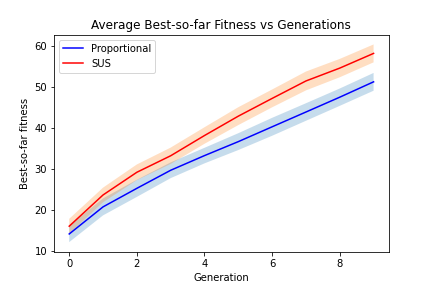 Average Best-so-far Fitness vs Generations
Proportional
SUS
Best-so-far fitness
60
50
40
30
20
10
0
2
4
6
8
Generation